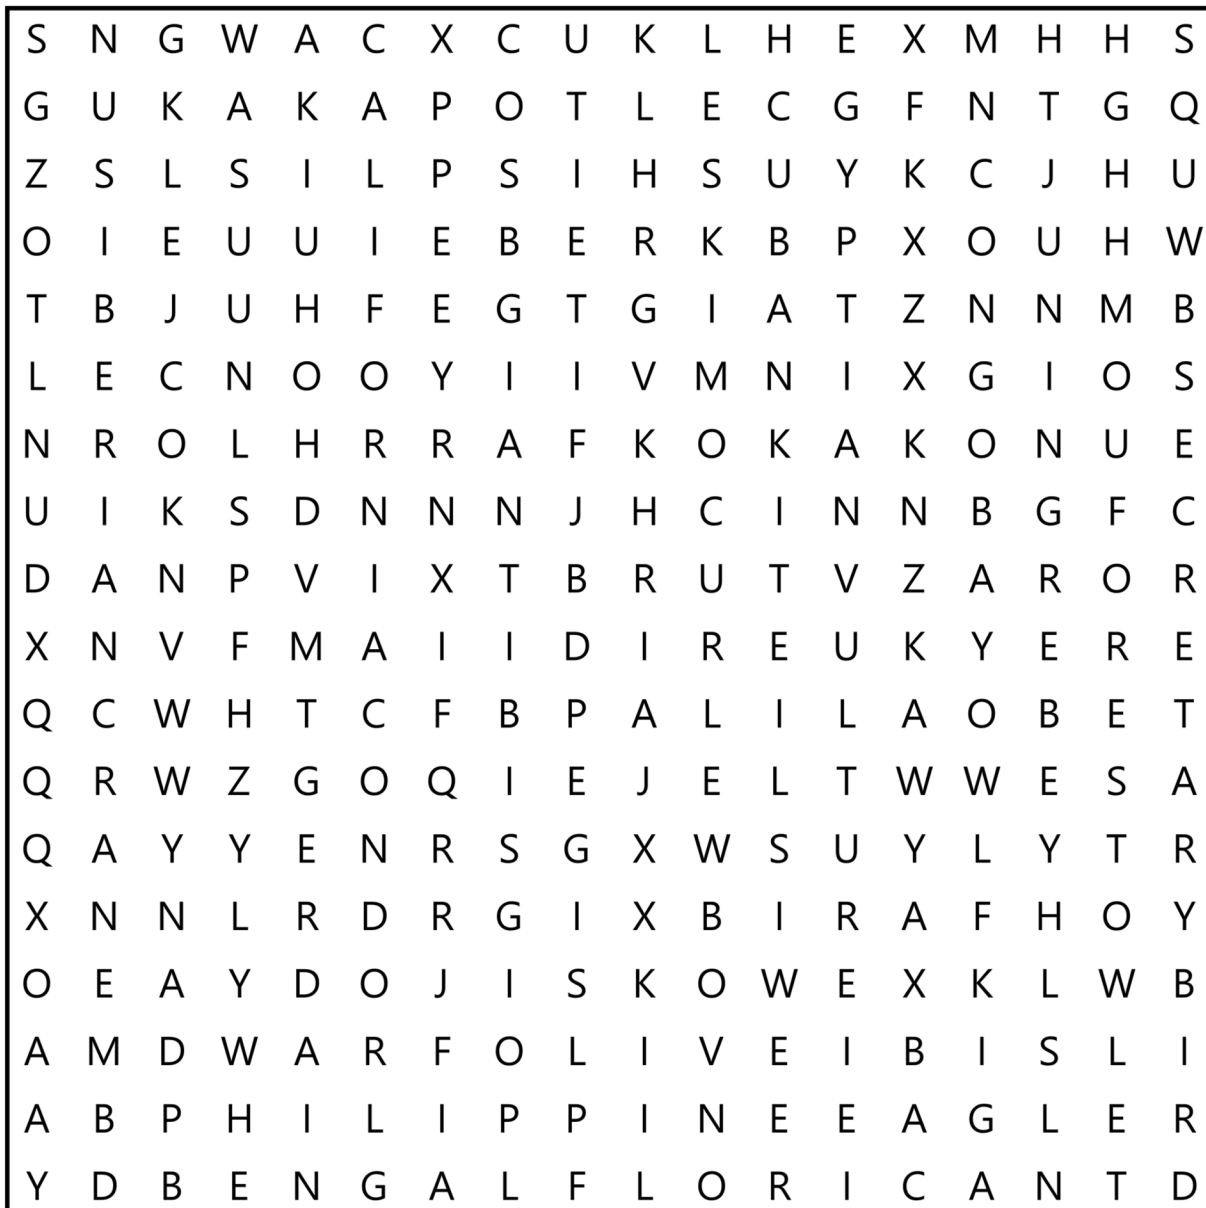 S N G W A C X C U K L H E X M H H S
G U K A K A P O T L E C G F N T G Q
Z S L S I L P S I H S U Y K C J H U
O I E U U I E B E R K B P X O U H W
T B J U H F E G T G I A T Z N N M B
L E C N O O Y I I V M N I X G I O S
N R O L H R R A F K O K A K O N U E
U I K S D N N N J H C I N N B G F C
D A N P V I X T B R U T V Z A R O R
X N V F M A I I D I R E U K Y E R E
Q C W H T C F B P A L I L A O B E T
Q R W Z G O Q I E J E L T W W E S A
Q A Y Y E N R S G X W S U Y L Y T R
X N N L R D R G I X B I R A F H O Y
O E A Y D O J I S K O W E X K L W B
A M D W A R F O L I V E I B I S L I
A B P H I L I P P I N E E A G L E R
Y D B E N G A L F L O R I C A N T D